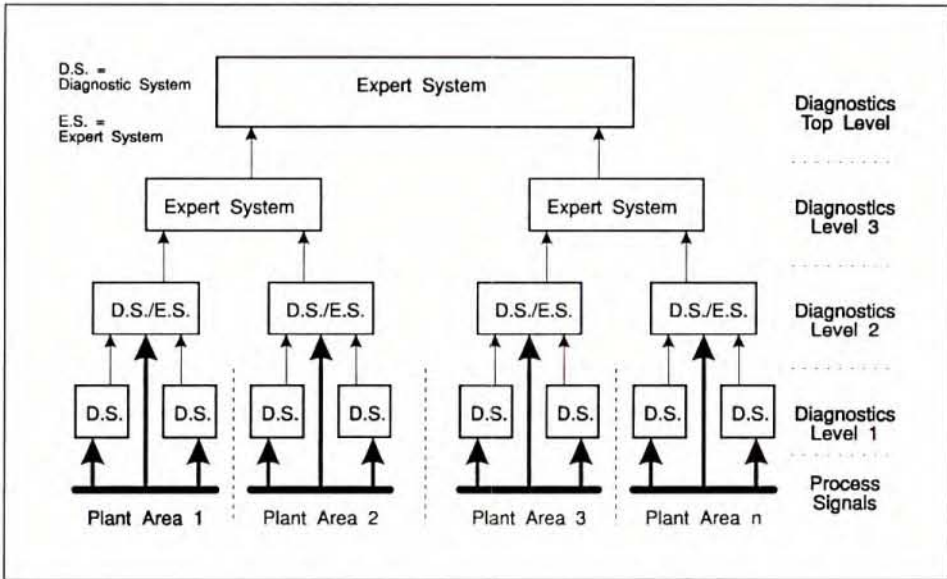 D.S. =
Diagnostic System
E.S. =
Expert System
Expert System
Diagnostics
Top Level
Expert System
Expert System
Diagnostics
Level 3
D.S./E.S.
D.S./E.S.
D.S./E.S.
D.S./E.S.
Diagnostics
Level 2
D.S.
D.S.
D.S.
D.S.
D.S.
D.S.
D.S.
D.S.
Diagnostics
Level 1
Process
Signals
Plant Area 1
Plant Area 2
Plant Area 3
Plant Area n